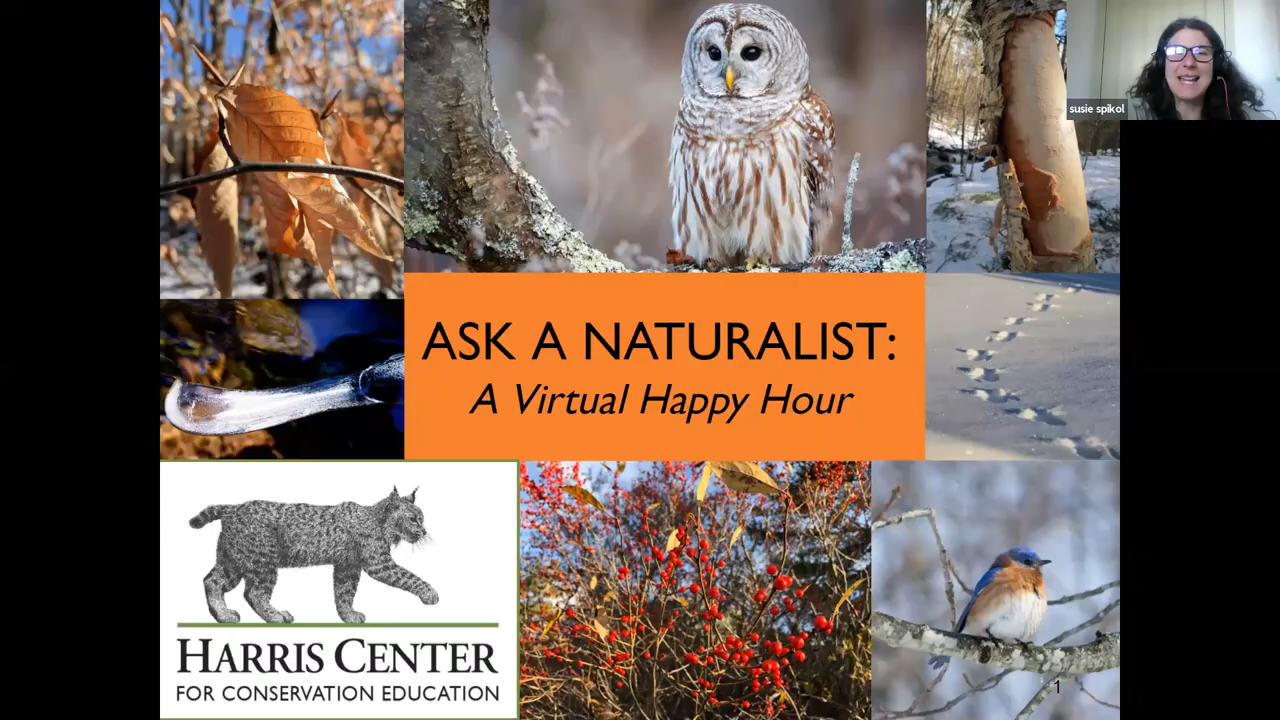 susie spikol
ASK A NATURALIST:
A Virtual Happy Hour
HARRIS CENTER
FOR CONSERVATION EDUCATION
1